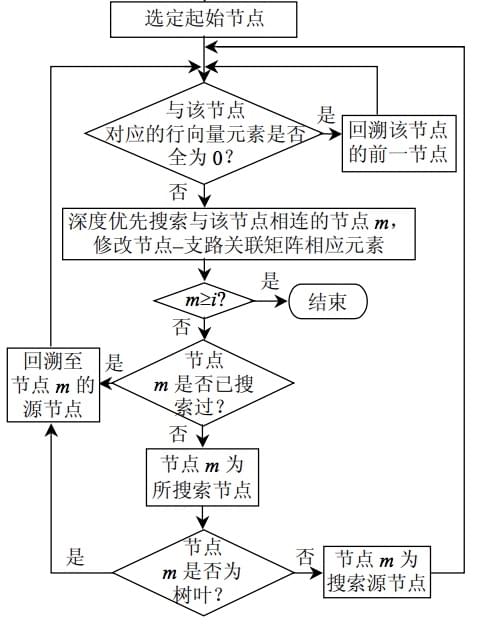 选定起始节点
与该节点
对应的行向量元素是否
全为 0？
是
回溯该节点
的前一节点
否
深度优先搜索与该节点相连的节点 m，
修改节点–支路关联矩阵相应元素
m≥i?
是
结束
否
节点
m 是否已搜
索过？
是
回溯至
节点 m 的
源节点
否
节点 m 为
所搜索节点
节点
m 是否为
树叶？
是
否
节点 m 为
搜索源节点